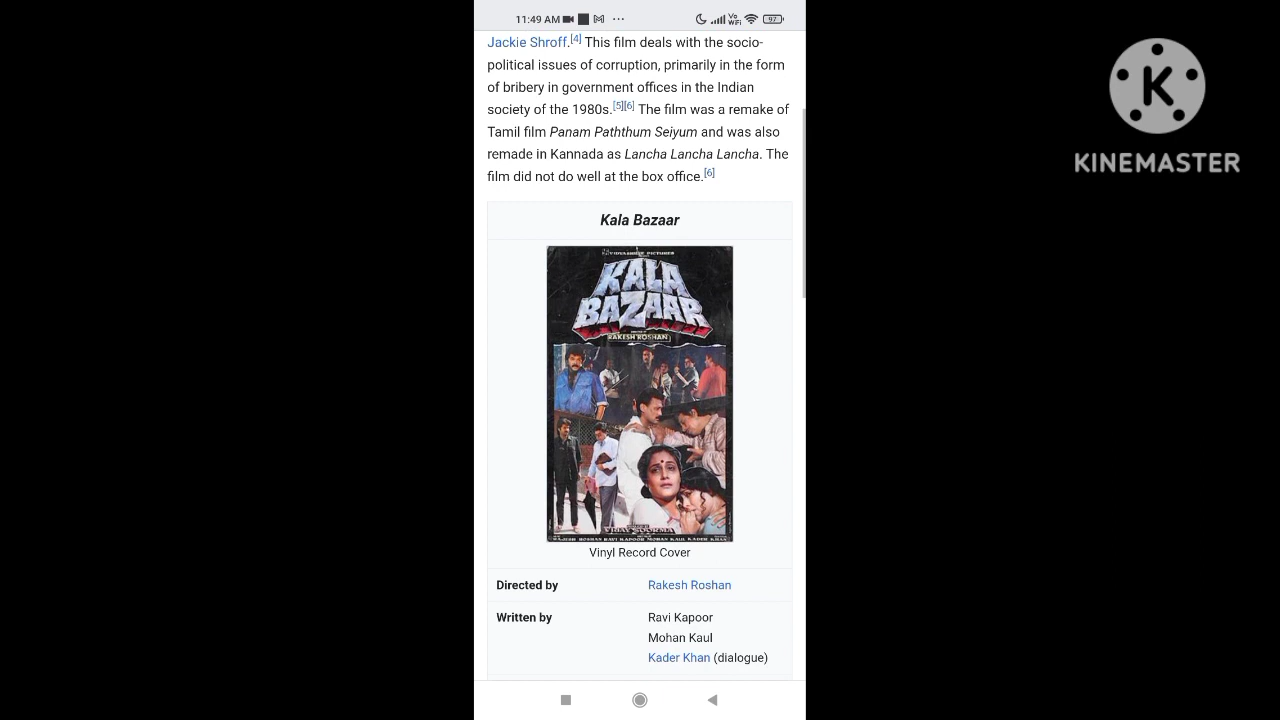 11:49 AM
Vo
WiFi
97
Jackie Shroff.[4] This film deals with the socio-
political issues of corruption, primarily in the form
of bribery in government offices in the Indian
society of the 1980s.[5][6] The film was a remake of
Tamil film Panam Paththum Seiyum and was also
remade in Kannada as Lancha Lancha Lancha. The
film did not do well at the box office.[6]
Kala Bazaar
KALA
BAZAAR
RAKESH ROSHAN
Vinyl Record Cover
Directed by Rakesh Roshan
Written by Ravi Kapoor
Mohan Kaul
Kader Khan (dialogue)
K
KINEMASTER